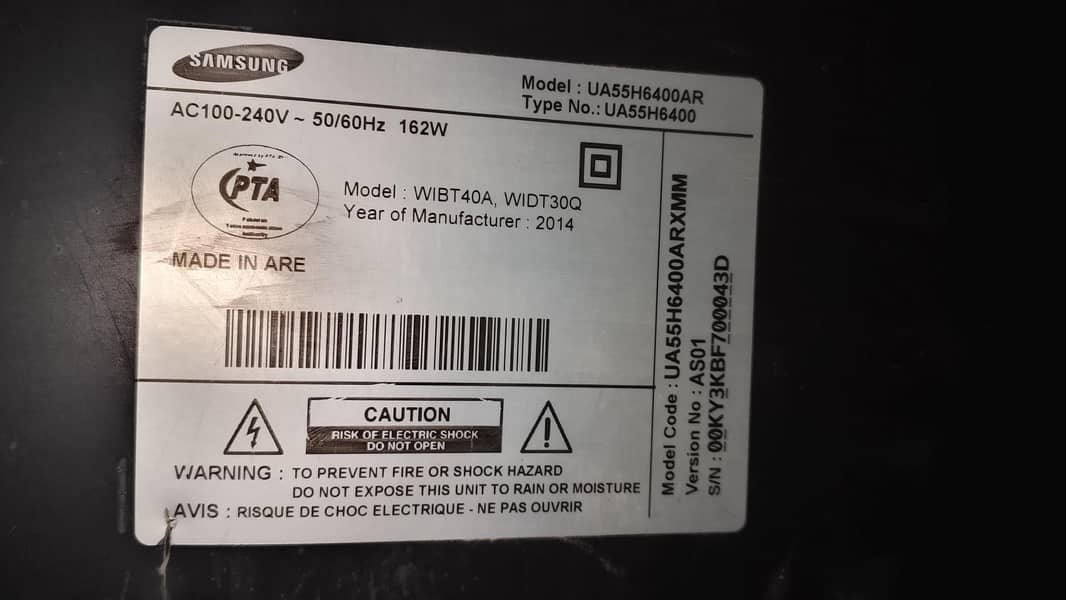 SAMSUNG
Model : UA55H6400AR
Type No.: UA55H6400
AC100-240V ~ 50/60Hz 162W
PTA
Model : WIBT40A, WIDT30Q
Year of Manufacturer : 2014
MADE IN ARE
CAUTION
RISK OF ELECTRIC SHOCK
DO NOT OPEN
WARNING : TO PREVENT FIRE OR SHOCK HAZARD
DO NOT EXPOSE THIS UNIT TO RAIN OR MOISTURE
AVIS : RISQUE DE CHOC ELECTRIQUE - NE PAS OUVRIR
Model Code : UA55H6400ARXMM
Version No : AS01
S/N : 00KY3KBF700043D